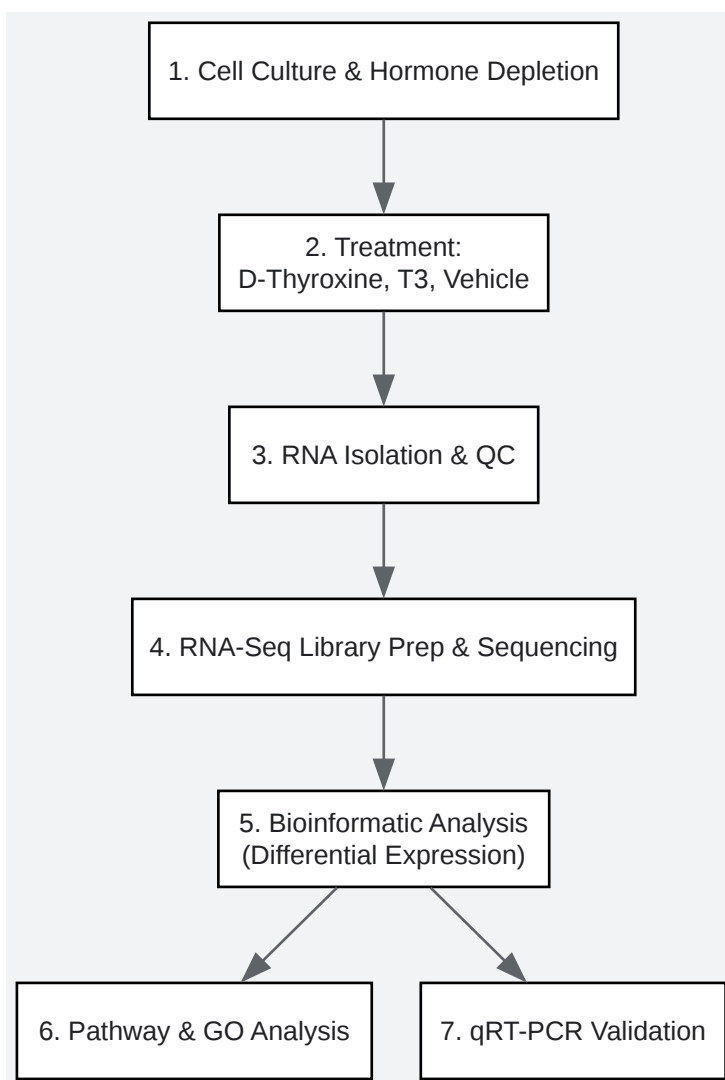 1. Cell Culture & Hormone Depletion
2. Treatment:
D-Thyroxine, T3, Vehicle
3. RNA Isolation & QC
4. RNA-Seq Library Prep & Sequencing
5. Bioinformatic Analysis
(Differential Expression)
6. Pathway & GO Analysis
7. qRT-PCR Validation